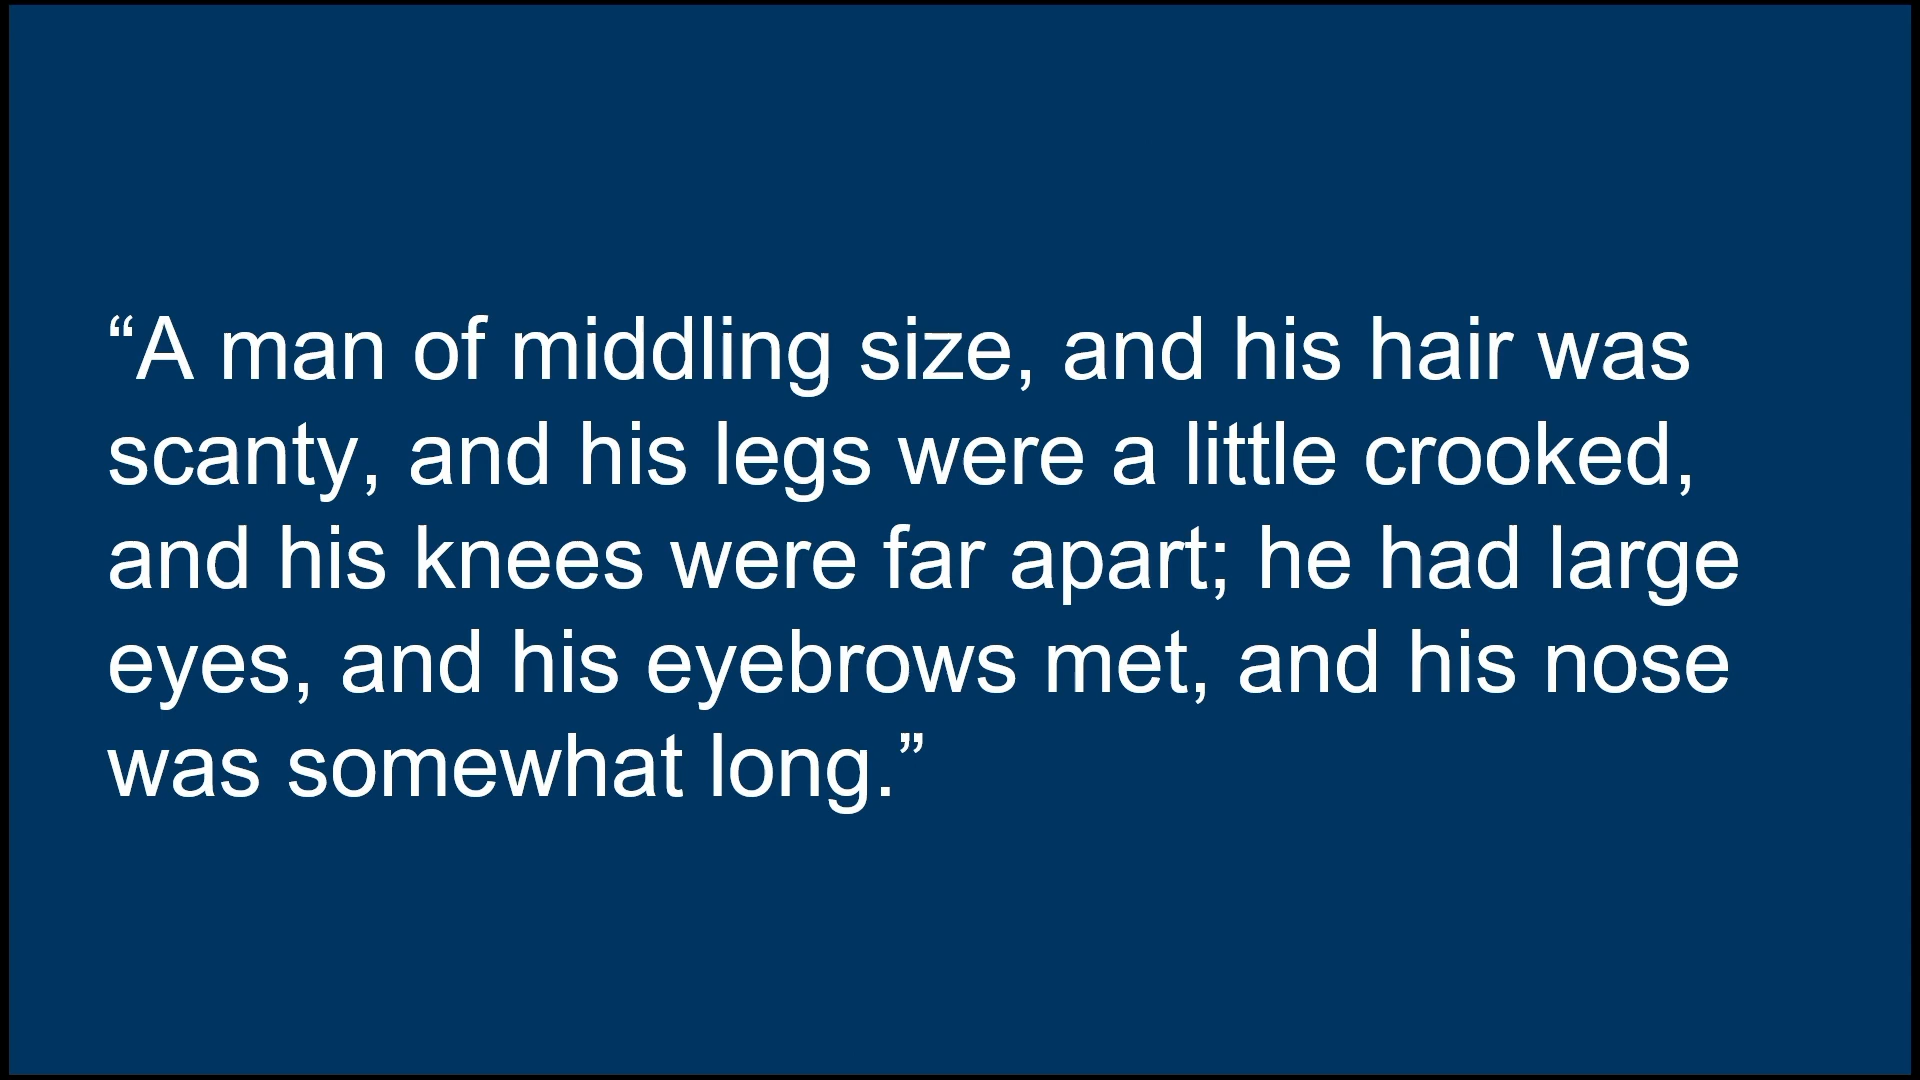 “A man of middling size, and his hair was
scanty, and his legs were a little crooked,
and his knees were far apart; he had large
eyes, and his eyebrows met, and his nose
was somewhat long.”